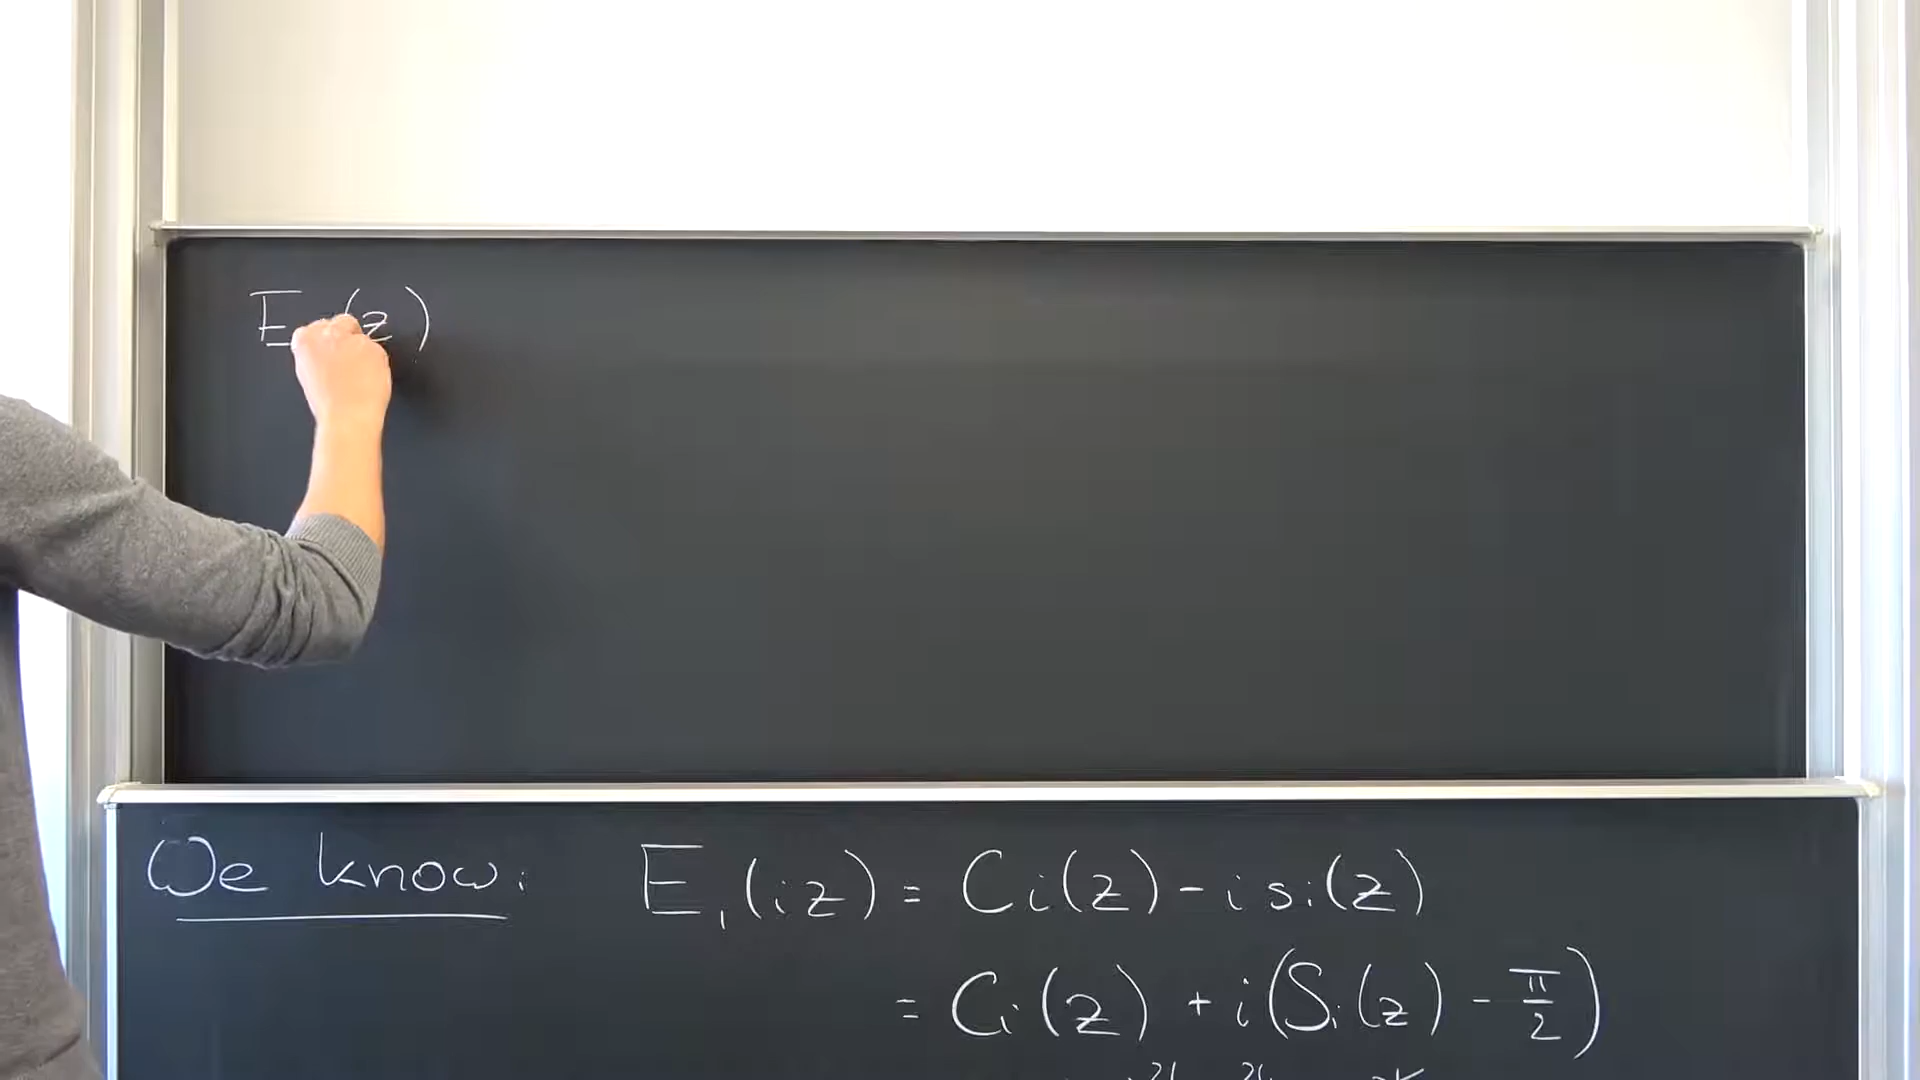 E (z)
We know: E₁(iz) = Ci(z) - i si(z)
= Ci(z) + i(Si(z) - π/2)